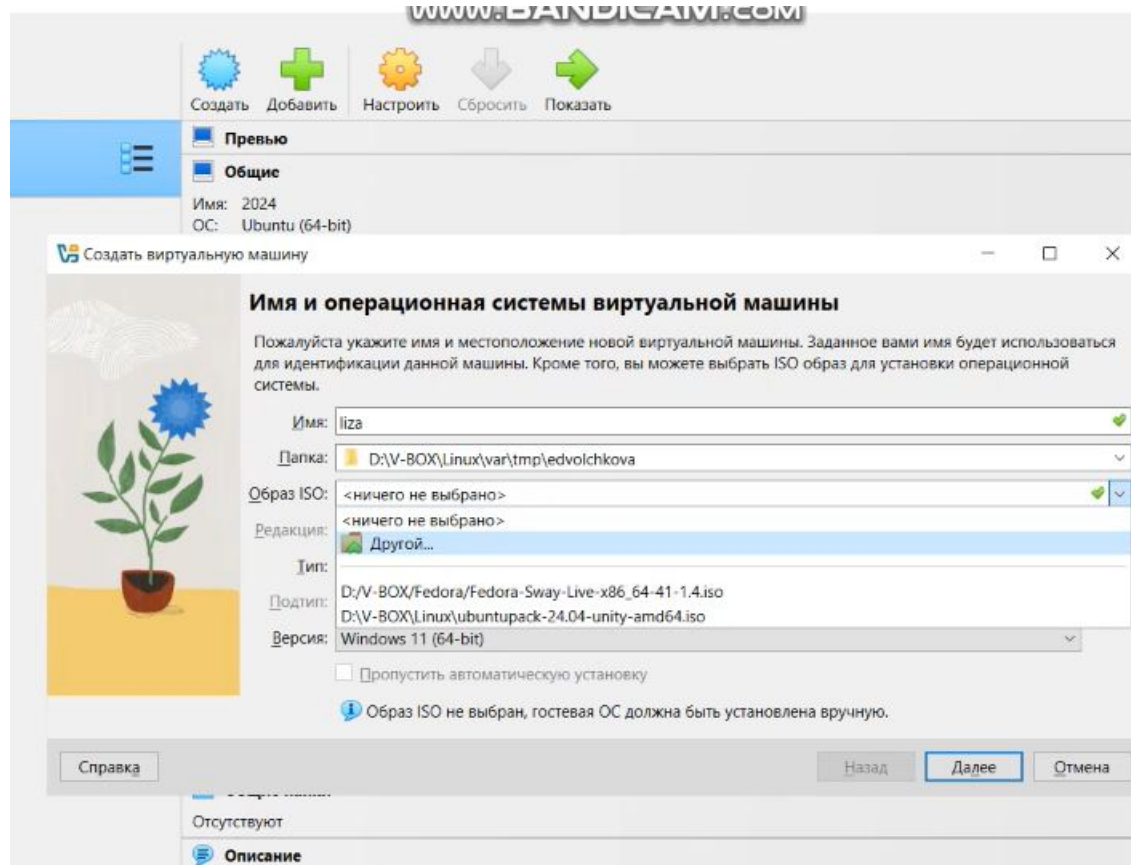 WWW.BANDICAM.COM
Создать Добавить Настроить Сбросить Показать
Превью
Общие
Имя: 2024
ОС: Ubuntu (64-bit)
Создать виртуальную машину
Имя и операционная системы виртуальной машины
Пожалуйста укажите имя и местоположение новой виртуальной машины. Заданное вами имя будет использоваться
для идентификации данной машины. Кроме того, вы можете выбрать ISO образ для установки операционной
системы.
Имя: liza
Папка: D:\V-BOX\Linux\var\tmp\edvolchkova
Образ ISO: <ничего не выбрано>
<ничего не выбрано>
Редакция:
Другой...
Тип:
D:/V-BOX/Fedora/Fedora-Sway-Live-x86_64-41-1.4.iso
Подтип:
D:\V-BOX\Linux\ubuntupack-24.04-unity-amd64.iso
Версия: Windows 11 (64-bit)
Пропустить автоматическую установку
Образ ISO не выбран, гостевая ОС должна быть установлена вручную.
Справка Назад Далее Отмена
Отсутствуют
Описание